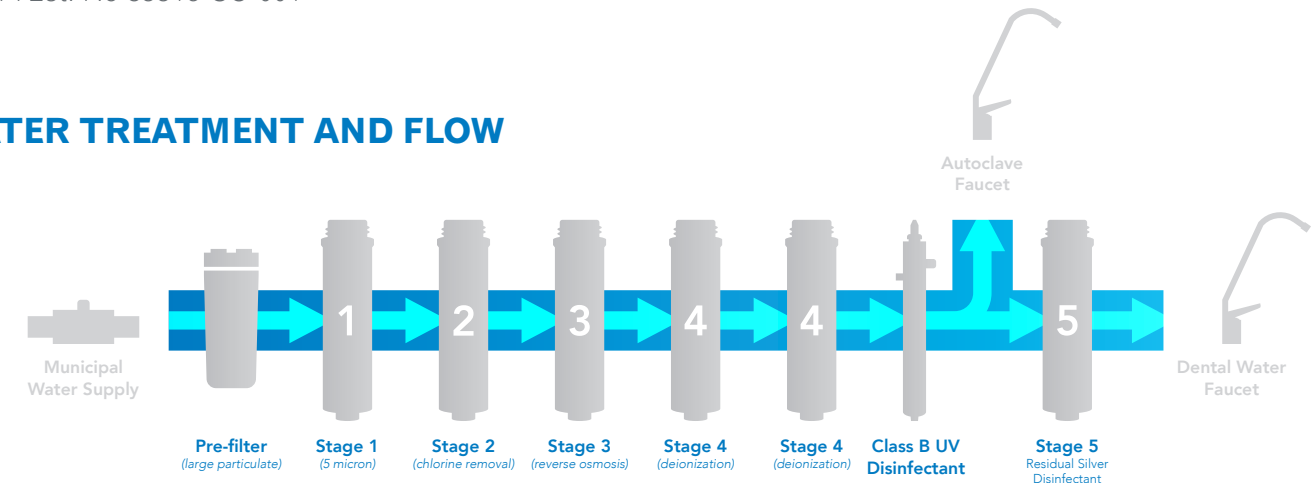 ATER TREATMENT AND FLOW
Autoclave
Faucet
1 2 3 4 4 5
Municipal
Water Supply
Dental Water
Faucet
Pre-filter
(large particulate)
Stage 1
(5 micron)
Stage 2
(chlorine removal)
Stage 3
(reverse osmosis)
Stage 4
(deionization)
Stage 4
(deionization)
Class B UV
Disinfectant
Stage 5
Residual Silver
Disinfectant